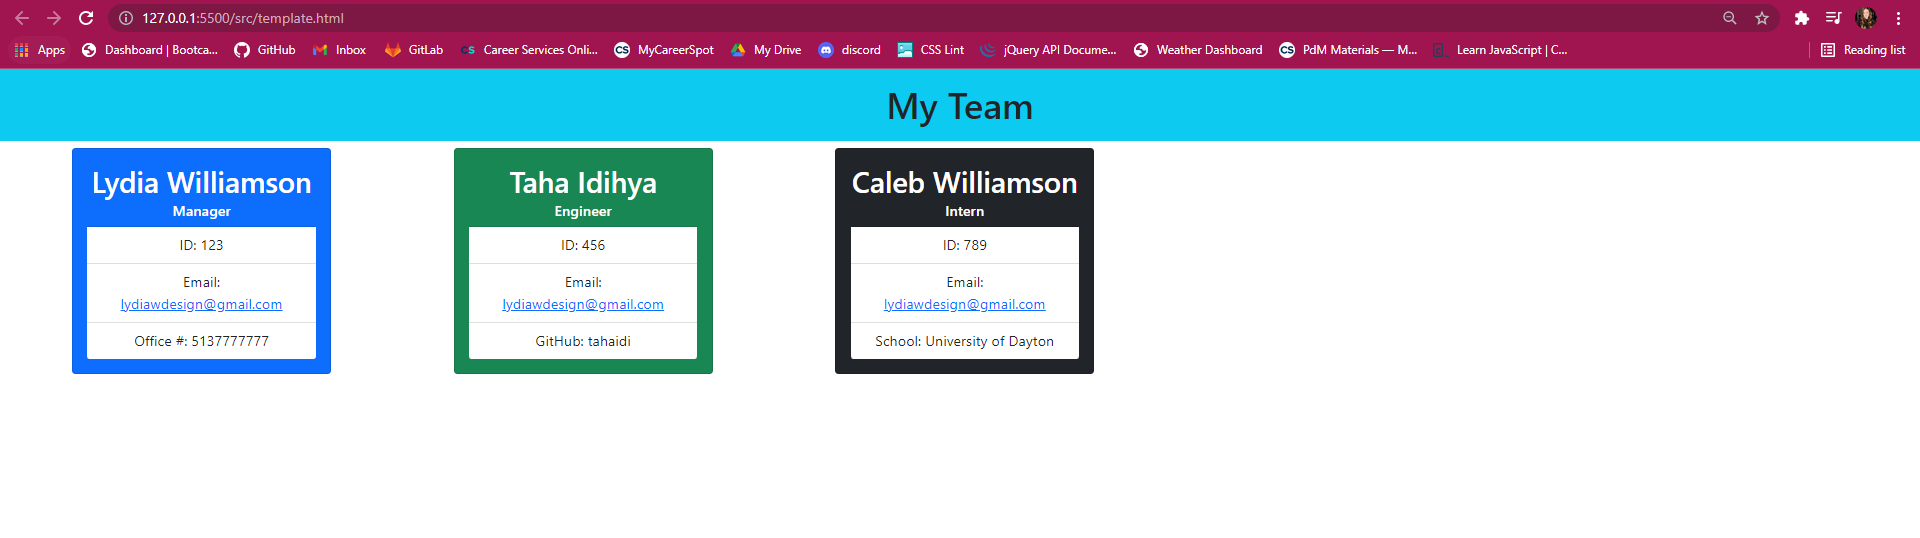 127.0.0.1:5500/src/template.html
Apps Dashboard | Bootca... GitHub Inbox GitLab CS Career Services Onli... CS MyCareerSpot My Drive discord CSS Lint jQuery API Docume... Weather Dashboard CS PdM Materials — M... Learn JavaScript | C... Reading list
My Team
Lydia Williamson
Manager
ID: 123
Email:
lydiawdesign@gmail.com
Office #: 5137777777
Taha Idihya
Engineer
ID: 456
Email:
lydiawdesign@gmail.com
GitHub: tahaidi
Caleb Williamson
Intern
ID: 789
Email:
lydiawdesign@gmail.com
School: University of Dayton